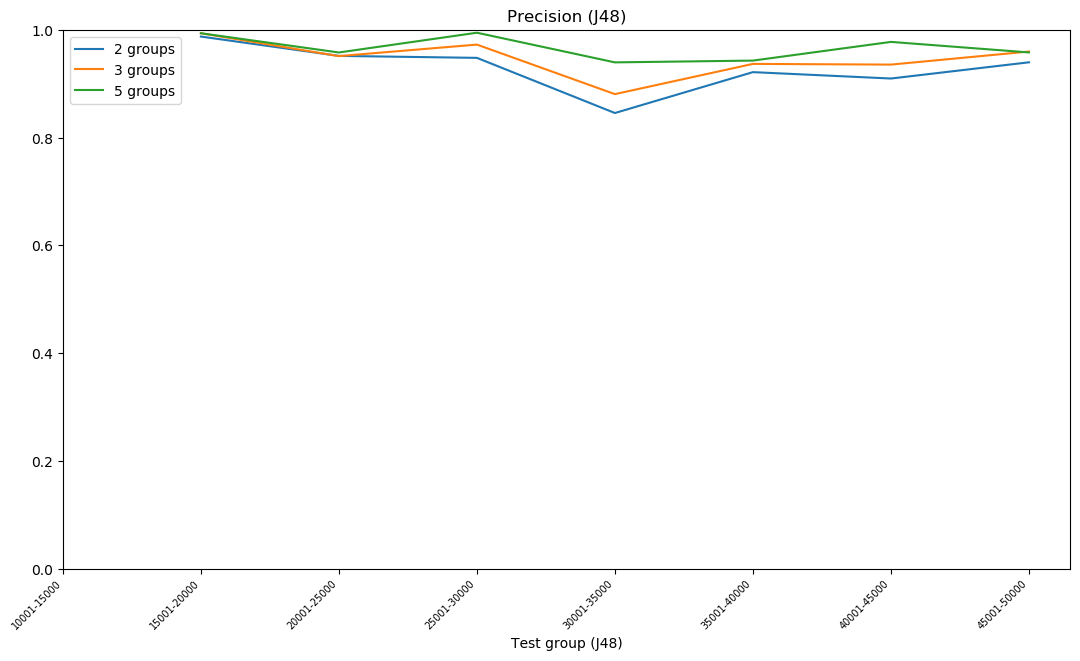 Precision (J48)
2 groups
3 groups
5 groups
1.0
0.8
0.6
0.4
0.2
0.0
10001-15000
15001-20000
20001-25000
25001-30000
30001-35000
35001-40000
40001-45000
45001-50000
Test group (J48)